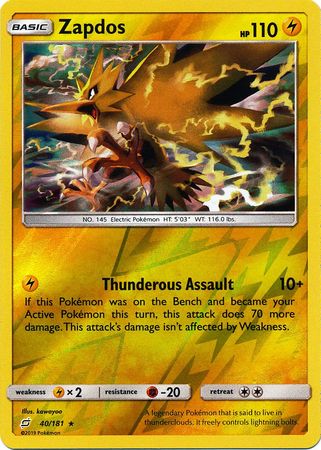 BASIC Zapdos HP 110
NO. 145 Electric Pokémon HT: 5'03" WT: 116.0 lbs.
Thunderous Assault 10+
If this Pokémon was on the Bench and became your
Active Pokémon this turn, this attack does 70 more
damage. This attack's damage isn't affected by Weakness.
weakness × 2 resistance -20 retreat
Illus. kawayoo
40/181 ★
©2019 Pokémon
A legendary Pokémon that is said to live in
thunderclouds. It freely controls lightning bolts.